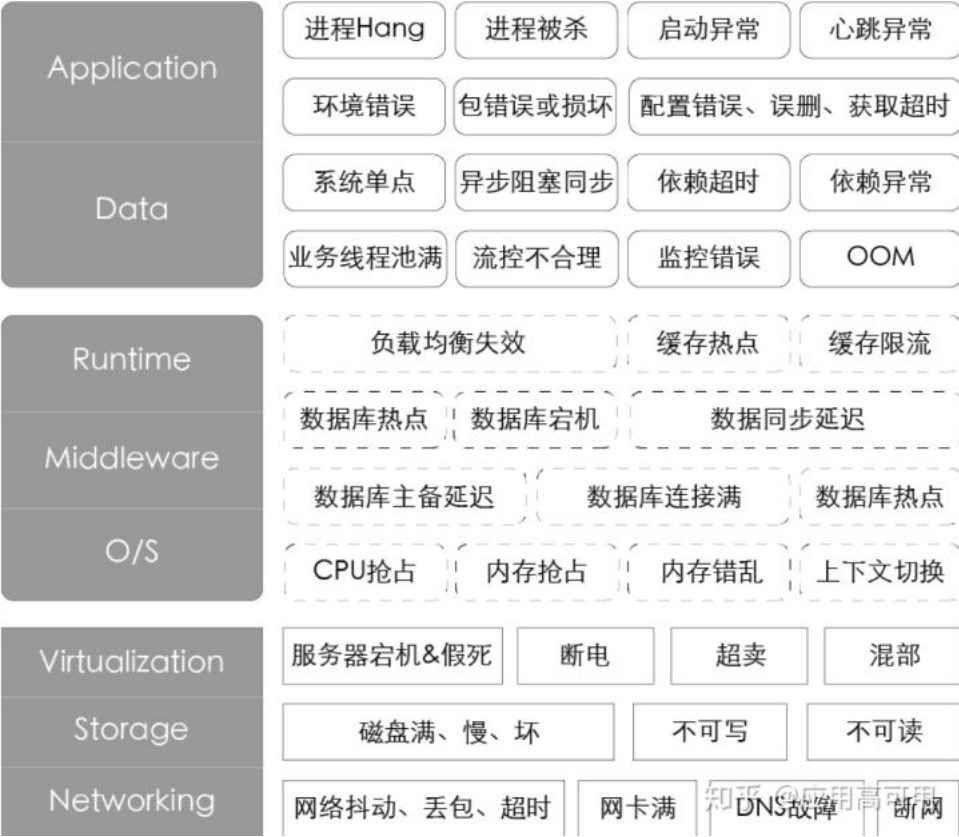 Application
进程Hang 进程被杀 启动异常 心跳异常
环境错误 包错误或损坏 配置错误、误删、获取超时
Data
系统单点 异步阻塞同步 依赖超时 依赖异常
业务线程池满 流控不合理 监控错误 OOM
Runtime
负载均衡失效 缓存热点 缓存限流
数据库热点 数据库宕机 数据同步延迟
Middleware
数据库主备延迟 数据库连接满 数据库热点
O/S
CPU抢占 内存抢占 内存错乱 上下文切换
Virtualization
服务器宕机&假死 断电 超卖 混部
Storage
磁盘满、慢、坏 不可写 不可读
Networking
网络抖动、丢包、超时 网卡满 DNS故障 断网
知乎 @应用高可用